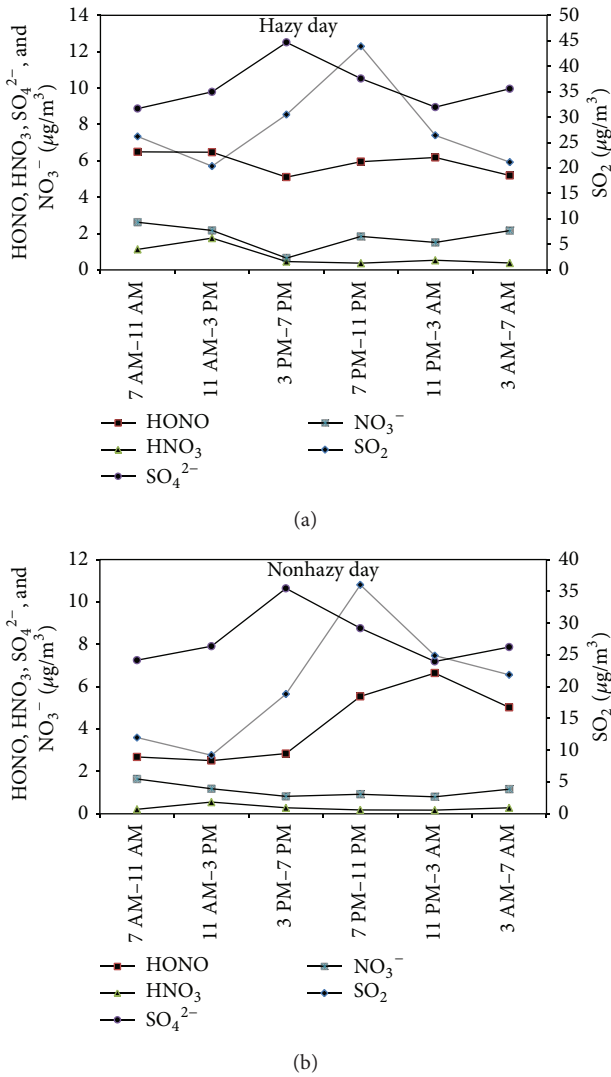 Hazy day
HONO, HNO₃, SO₄²⁻, and
NO₃⁻ (μg/m³)
14
12
10
8
6
4
2
0
50
45
40
35
30
25
20
15
10
5
0
SO₂ (μg/m³)
7 AM–11 AM
11 AM–3 PM
3 PM–7 PM
7 PM–11 PM
11 PM–3 AM
3 AM–7 AM
HONO
HNO₃
SO₄²⁻
NO₃⁻
SO₂
(a)
Nonhazy day
HONO, HNO₃, SO₄²⁻, and
NO₃⁻ (μg/m³)
12
10
8
6
4
2
0
40
35
30
25
20
15
10
5
0
SO₂ (μg/m³)
7 AM–11 AM
11 AM–3 PM
3 PM–7 PM
7 PM–11 PM
11 PM–3 AM
3 AM–7 AM
HONO
HNO₃
SO₄²⁻
NO₃⁻
SO₂
(b)